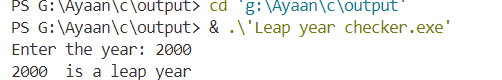 PS G:\Ayaan\c\output> cd 'g:\Ayaan\c\output'
PS G:\Ayaan\c\output> & .\'Leap year checker.exe'
Enter the year: 2000
2000  is a leap year